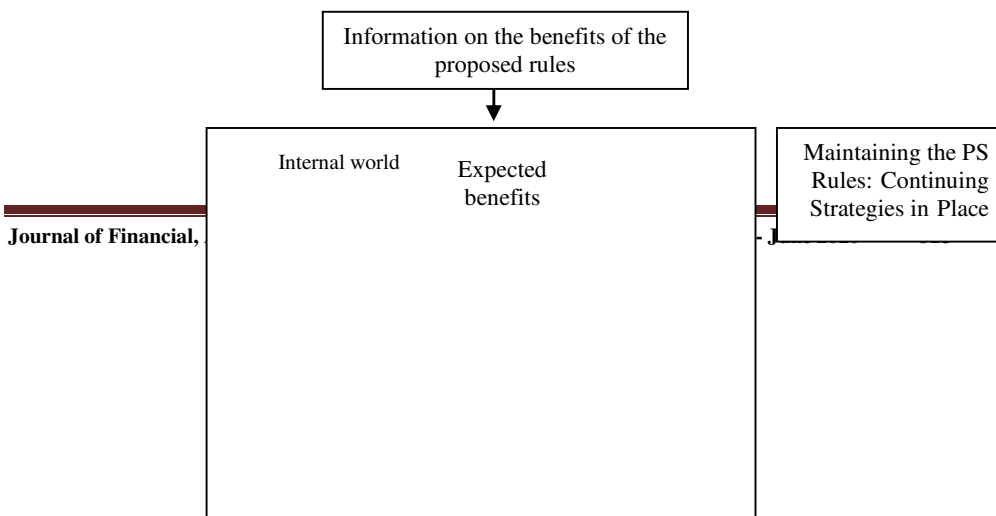 Information on the benefits of the
proposed rules
Internal world
Expected
benefits
Maintaining the PS
Rules: Continuing
Strategies in Place
Journal of Financial,